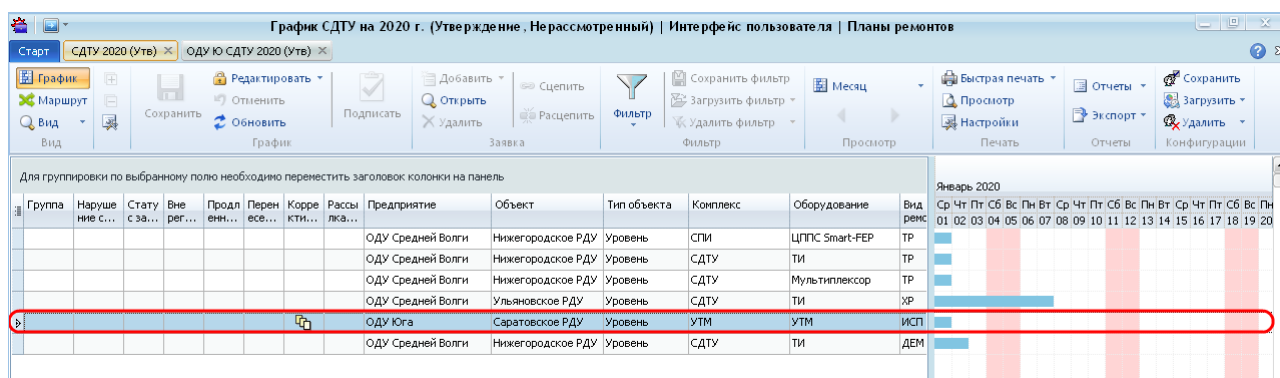 График СДТУ на 2020 г. (Утверждение, Нерассмотренный) | Интерфейс пользователя | Планы ремонтов
Старт СДТУ 2020 (Утв) ОДУ Ю СДТУ 2020 (Утв)
График Редактировать Добавить Сцепить Сохранить фильтр Месяц Быстрая печать Отчеты Сохранить
Маршрут Сохранить Отменить Подписать Открыть Фильтр Загрузить фильтр Просмотр Экспорт Загрузить
Вид Обновить Удалить Расцепить Удалить фильтр Настройки Удалить
Вид График Заявка Фильтр Просмотр Печать Отчеты Конфигурации
Для группировки по выбранному полю необходимо переместить заголовок колонки на панель
Январь 2020
Группа Наруше Стату Вне Продл Перен Корре Рассы Предприятие Объект Тип объекта Комплекс Оборудование Вид Ср Чт Пт Сб Вс Пн Вт Ср Чт Пт Сб Вс Пн Вт Ср Чт Пт Сб Вс Пн
ние с... с за... рег... енн... есе... кти... лка... ремс 01 02 03 04 05 06 07 08 09 10 11 12 13 14 15 16 17 18 19 20
ОДУ Средней Волги Нижегородское РДУ Уровень СПИ ЦППС Smart-FEP ТР
ОДУ Средней Волги Нижегородское РДУ Уровень СДТУ ТИ ТР
ОДУ Средней Волги Нижегородское РДУ Уровень СДТУ Мультиплексор ТР
ОДУ Средней Волги Ульяновское РДУ Уровень СДТУ ТИ ХР
ОДУ Юга Саратовское РДУ Уровень УТМ УТМ ИСП
ОДУ Средней Волги Нижегородское РДУ Уровень СДТУ ТИ ДЕМ